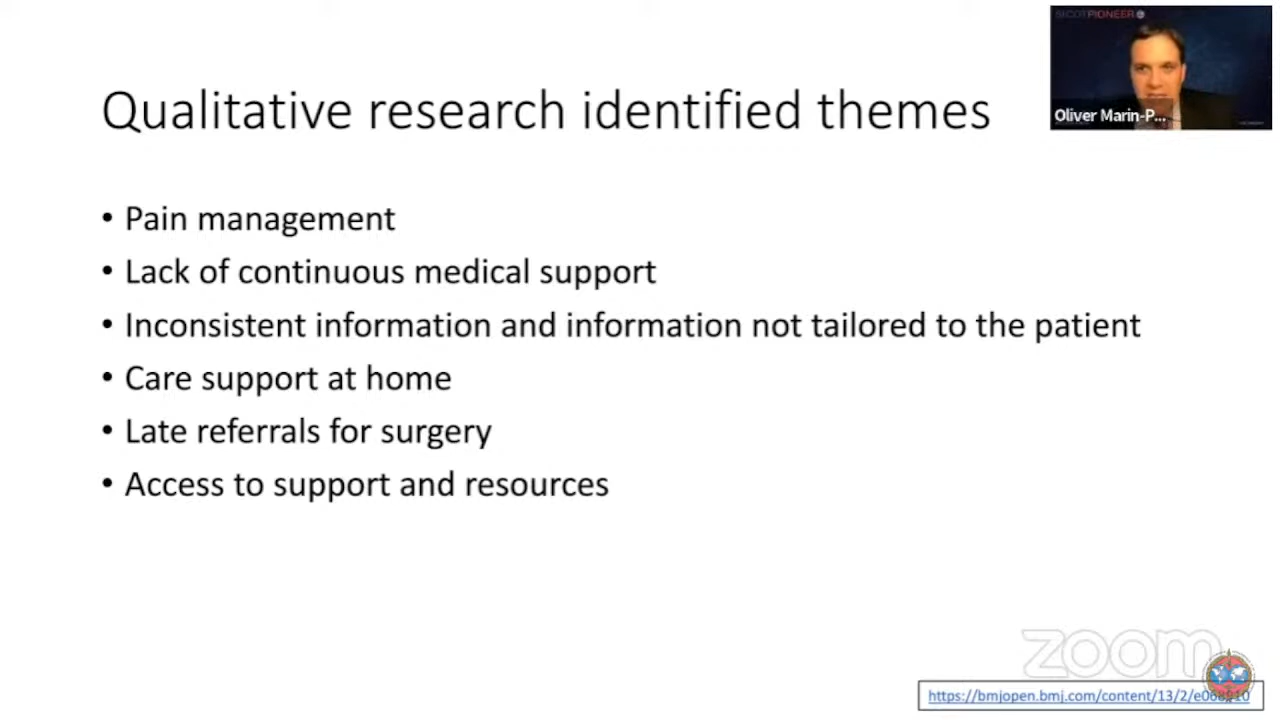 SICOTPIONEER
Oliver Marin-P...
Qualitative research identified themes
• Pain management
• Lack of continuous medical support
• Inconsistent information and information not tailored to the patient
• Care support at home
• Late referrals for surgery
• Access to support and resources
zoom
https://bmjopen.bmj.com/content/13/2/e068910